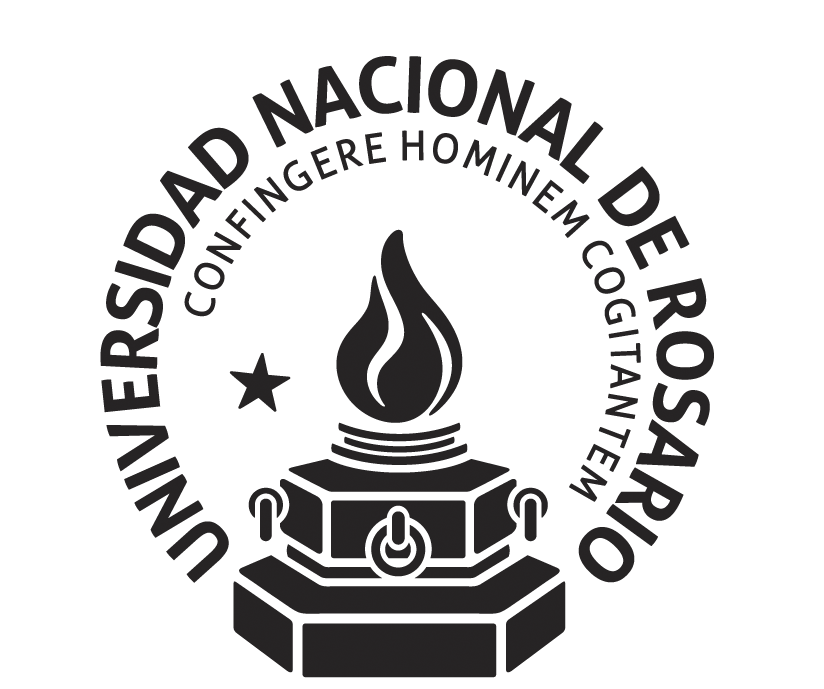 UNIVERSIDAD NACIONAL DE ROSARIO
CONFINGERE HOMINEM COGITANTEM